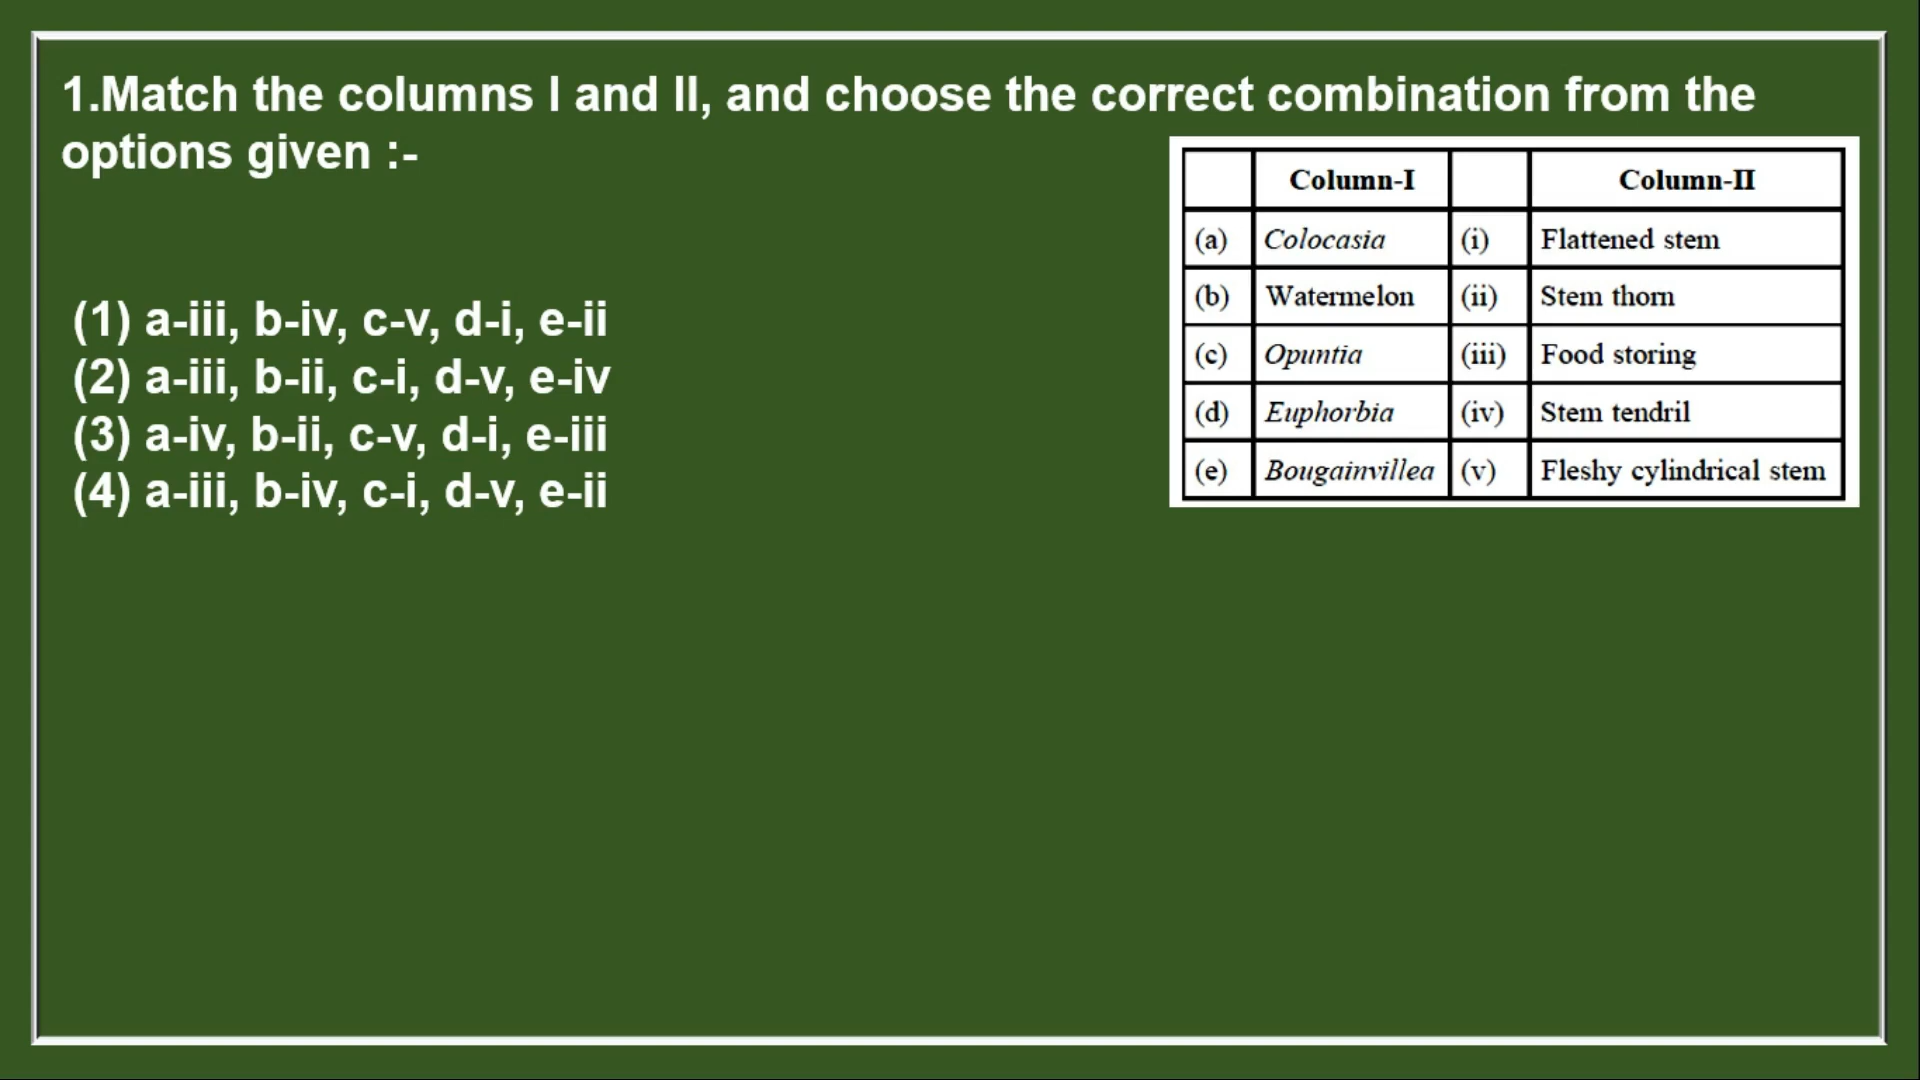 1.Match the columns I and II, and choose the correct combination from the
options given :-
(1) a-iii, b-iv, c-v, d-i, e-ii
(2) a-iii, b-ii, c-i, d-v, e-iv
(3) a-iv, b-ii, c-v, d-i, e-iii
(4) a-iii, b-iv, c-i, d-v, e-ii
Column-I Column-II
(a) Colocasia (i) Flattened stem
(b) Watermelon (ii) Stem thorn
(c) Opuntia (iii) Food storing
(d) Euphorbia (iv) Stem tendril
(e) Bougainvillea (v) Fleshy cylindrical stem